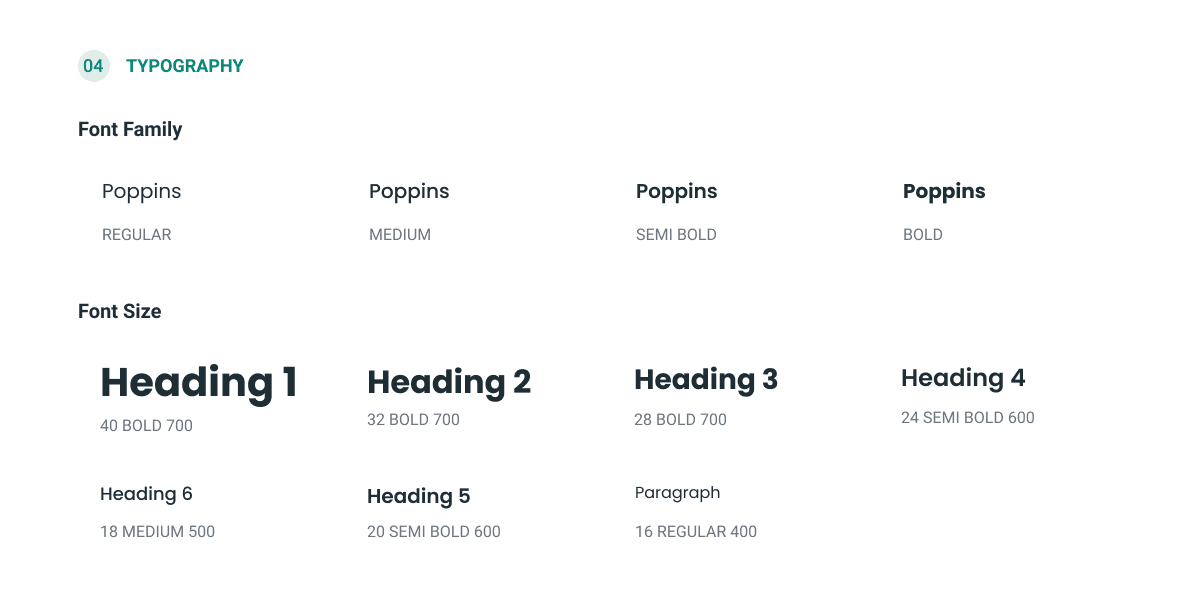 04 TYPOGRAPHY
Font Family
Poppins Poppins Poppins Poppins
REGULAR MEDIUM SEMI BOLD BOLD
Font Size
Heading 1 Heading 2 Heading 3 Heading 4
40 BOLD 700 32 BOLD 700 28 BOLD 700 24 SEMI BOLD 600
Heading 6 Heading 5 Paragraph
18 MEDIUM 500 20 SEMI BOLD 600 16 REGULAR 400